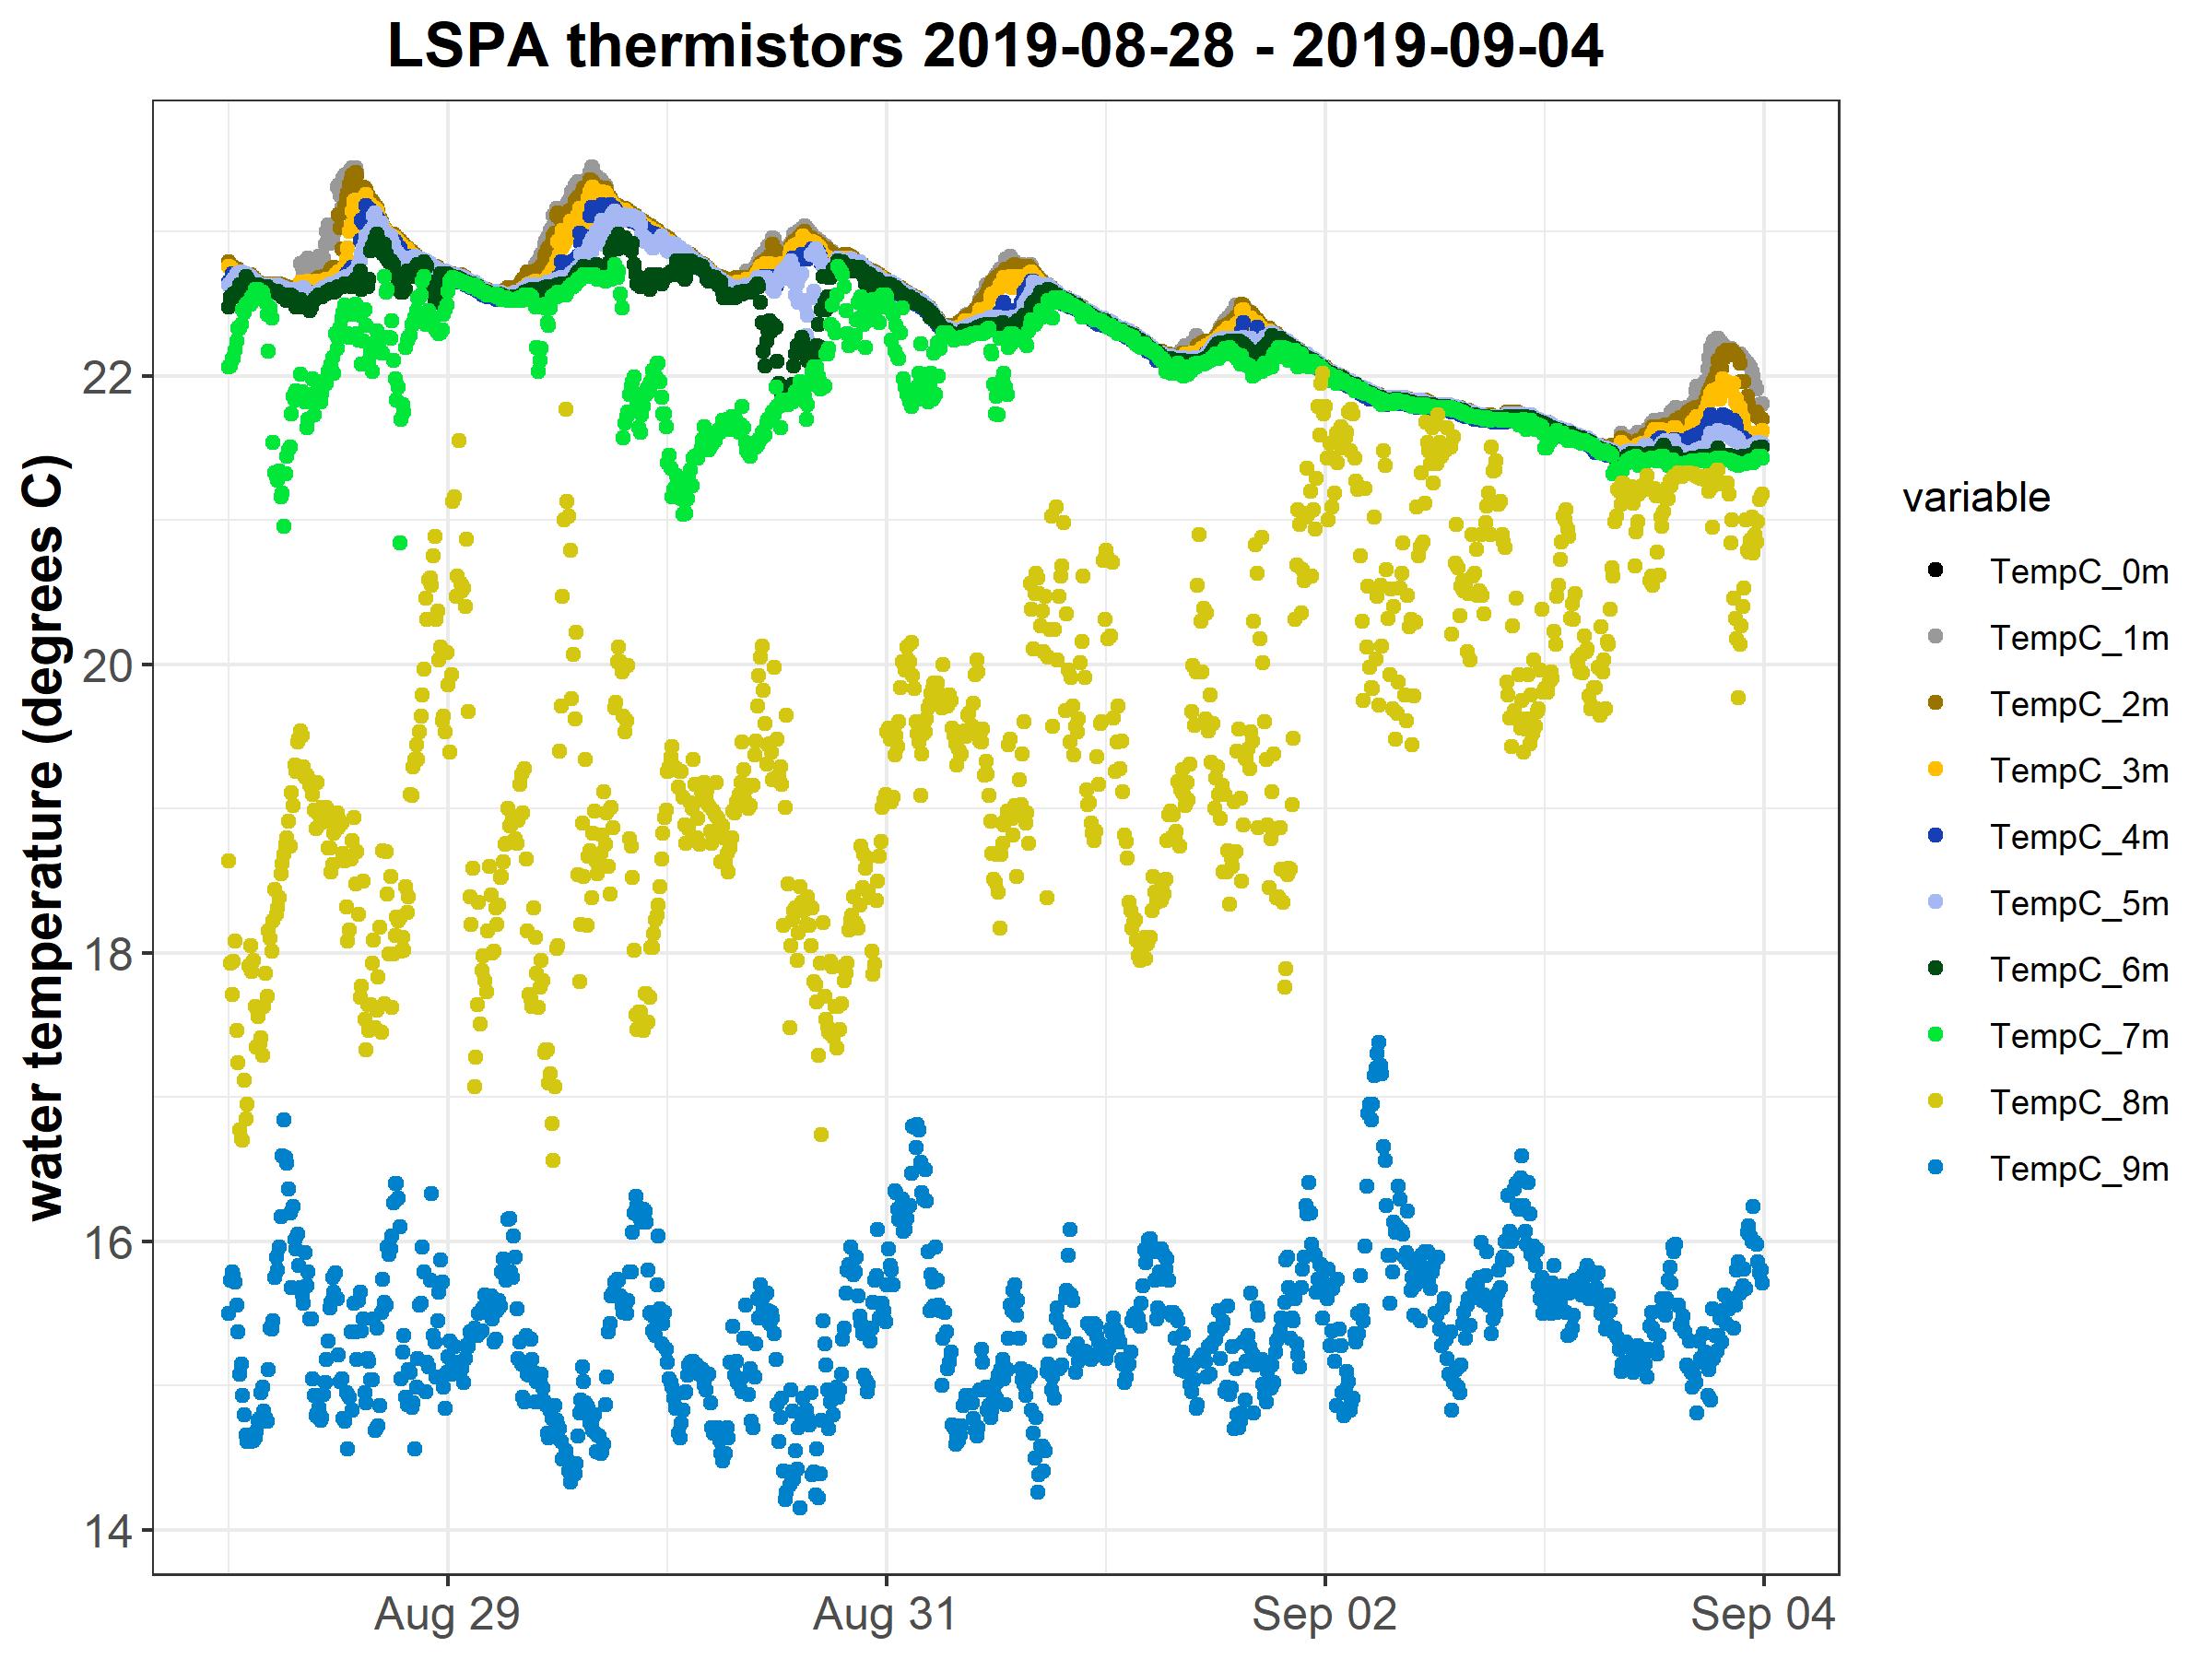 LSPA thermistors 2019-08-28 - 2019-09-04
water temperature (degrees C)
22
20
18
16
14
Aug 29
Aug 31
Sep 02
Sep 04
variable
TempC_0m
TempC_1m
TempC_2m
TempC_3m
TempC_4m
TempC_5m
TempC_6m
TempC_7m
TempC_8m
TempC_9m